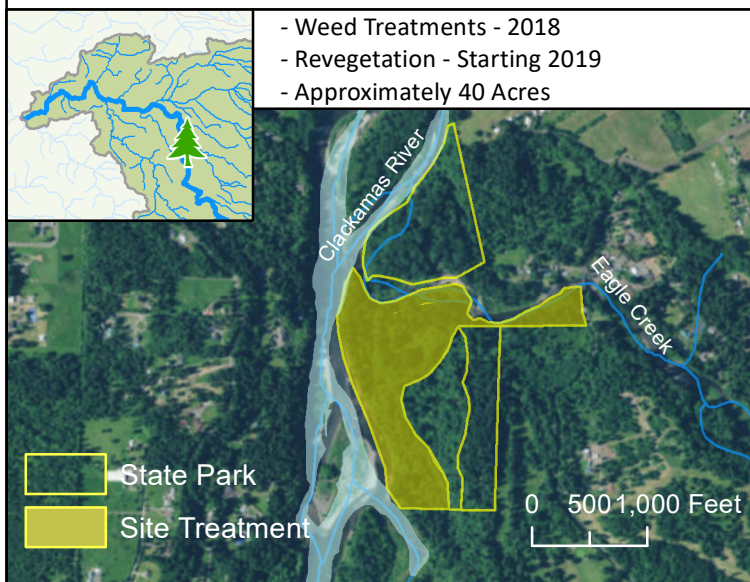 - Weed Treatments - 2018
- Revegetation - Starting 2019
- Approximately 40 Acres
Clackamas River
Eagle Creek
State Park
Site Treatment
0 500 1,000 Feet